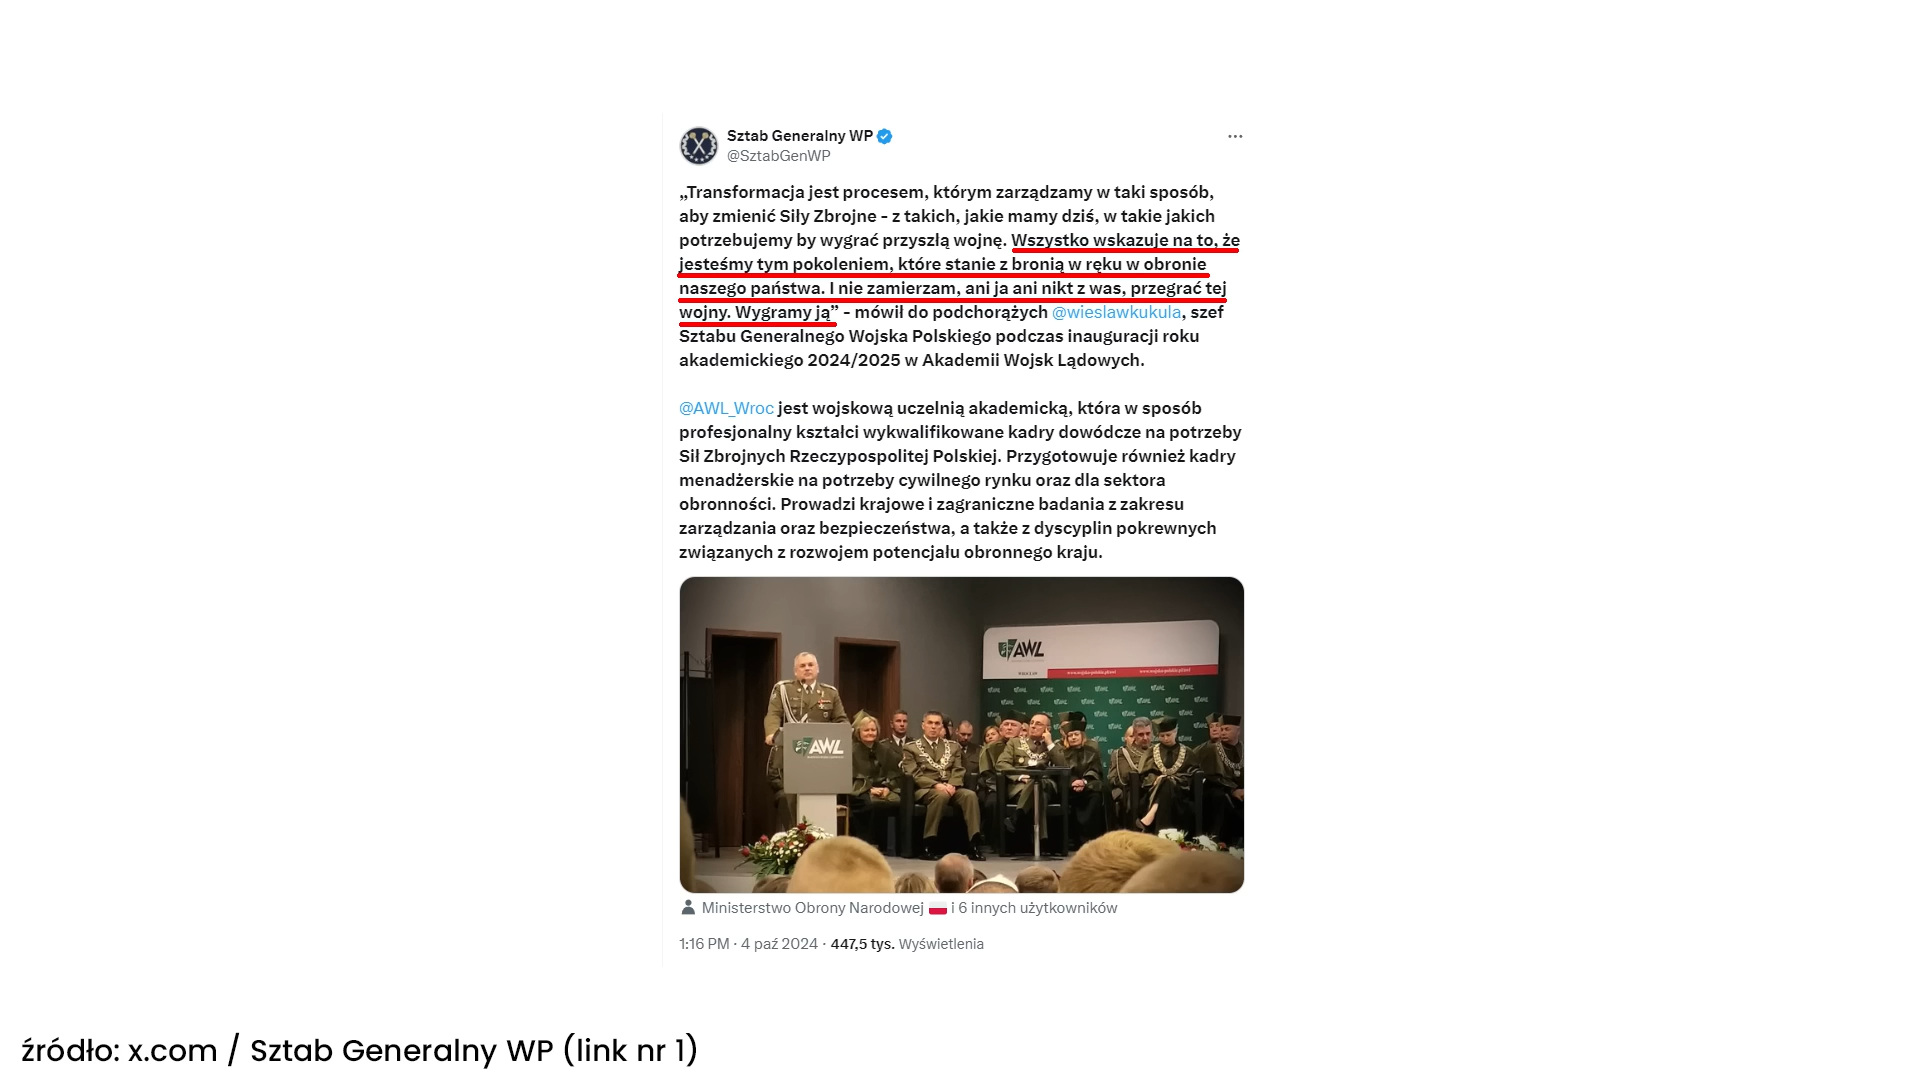 Sztab Generalny WP
@SztabGenWP
„Transformacja jest procesem, którym zarządzamy w taki sposób,
aby zmienić Siły Zbrojne - z takich, jakie mamy dziś, w takie jakich
potrzebujemy by wygrać przyszłą wojnę. Wszystko wskazuje na to, że
jesteśmy tym pokoleniem, które stanie z bronią w ręku w obronie
naszego państwa. I nie zamierzam, ani ja ani nikt z was, przegrać tej
wojny. Wygramy ją” - mówił do podchorążych @wieslawkukula, szef
Sztabu Generalnego Wojska Polskiego podczas inauguracji roku
akademickiego 2024/2025 w Akademii Wojsk Lądowych.
@AWL_Wroc jest wojskową uczelnią akademicką, która w sposób
profesjonalny kształci wykwalifikowane kadry dowódcze na potrzeby
Sił Zbrojnych Rzeczypospolitej Polskiej. Przygotowuje również kadry
menadżerskie na potrzeby cywilnego rynku oraz dla sektora
obronności. Prowadzi krajowe i zagraniczne badania z zakresu
zarządzania oraz bezpieczeństwa, a także z dyscyplin pokrewnych
związanych z rozwojem potencjału obronnego kraju.
AWL
AWL
Ministerstwo Obrony Narodowej i 6 innych użytkowników
1:16 PM · 4 paź 2024 · 447,5 tys. Wyświetlenia
źródło: x.com / Sztab Generalny WP (link nr 1)